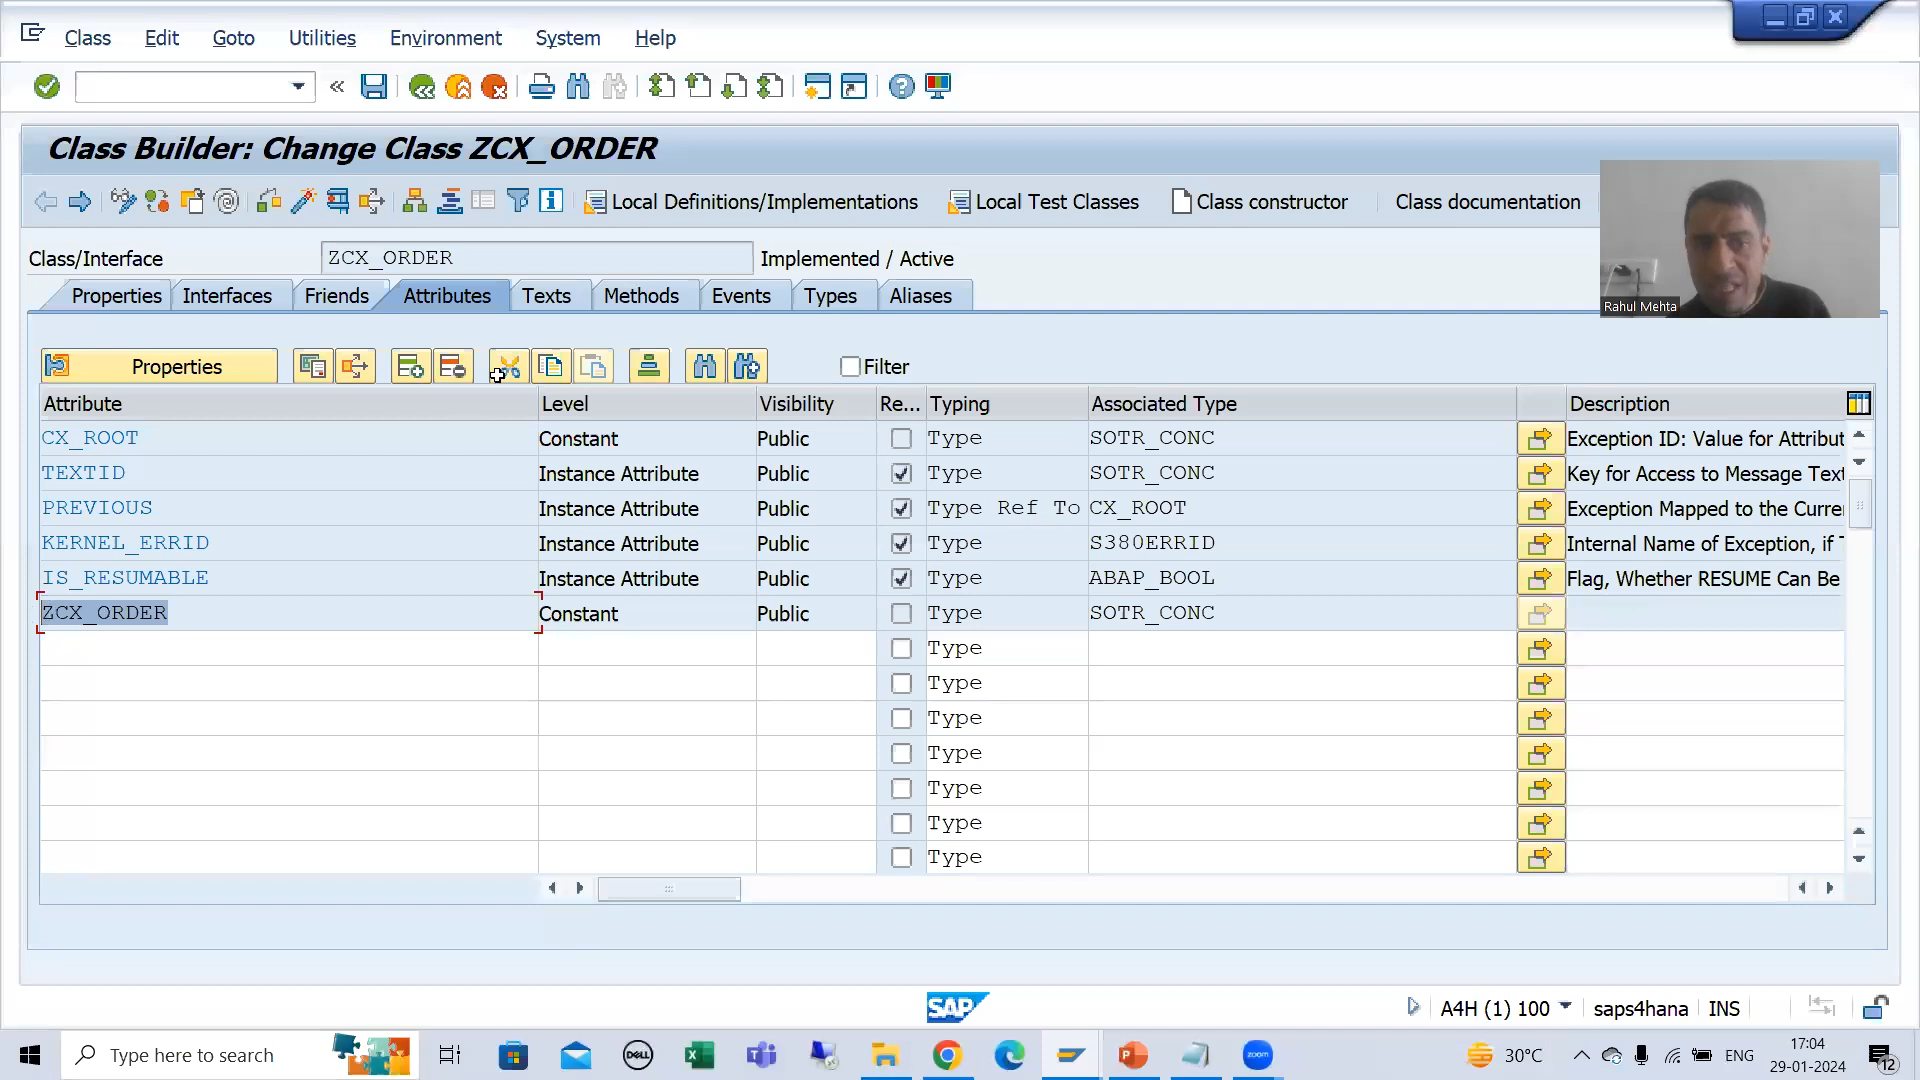 Class Edit Goto Utilities Environment System Help
Class Builder: Change Class ZCX_ORDER
Local Definitions/Implementations Local Test Classes Class constructor Class documentation
Class/Interface ZCX_ORDER Implemented / Active
Rahul Mehta
Properties Interfaces Friends Attributes Texts Methods Events Types Aliases
Properties Filter
Attribute Level Visibility Re... Typing Associated Type Description
CX_ROOT Constant Public Type SOTR_CONC Exception ID: Value for Attribut
TEXTID Instance Attribute Public Type SOTR_CONC Key for Access to Message Text
PREVIOUS Instance Attribute Public Type Ref To CX_ROOT Exception Mapped to the Curre
KERNEL_ERRID Instance Attribute Public Type S380ERRID Internal Name of Exception, if T
IS_RESUMABLE Instance Attribute Public Type ABAP_BOOL Flag, Whether RESUME Can Be
ZCX_ORDER Constant Public Type SOTR_CONC
Type
Type
Type
Type
Type
Type
Type
SAP A4H (1) 100 saps4hana INS
Type here to search DELL zoom 30°C ENG 17:04
29-01-2024 12